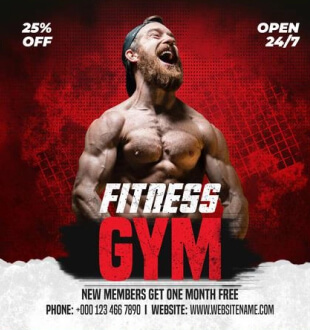 25%
OFF
OPEN
24/7
FITNESS
GYM
NEW MEMBERS GET ONE MONTH FREE
PHONE: +000 123 466 7890 I WEBSITE: WWW.WEBSITENAME.COM